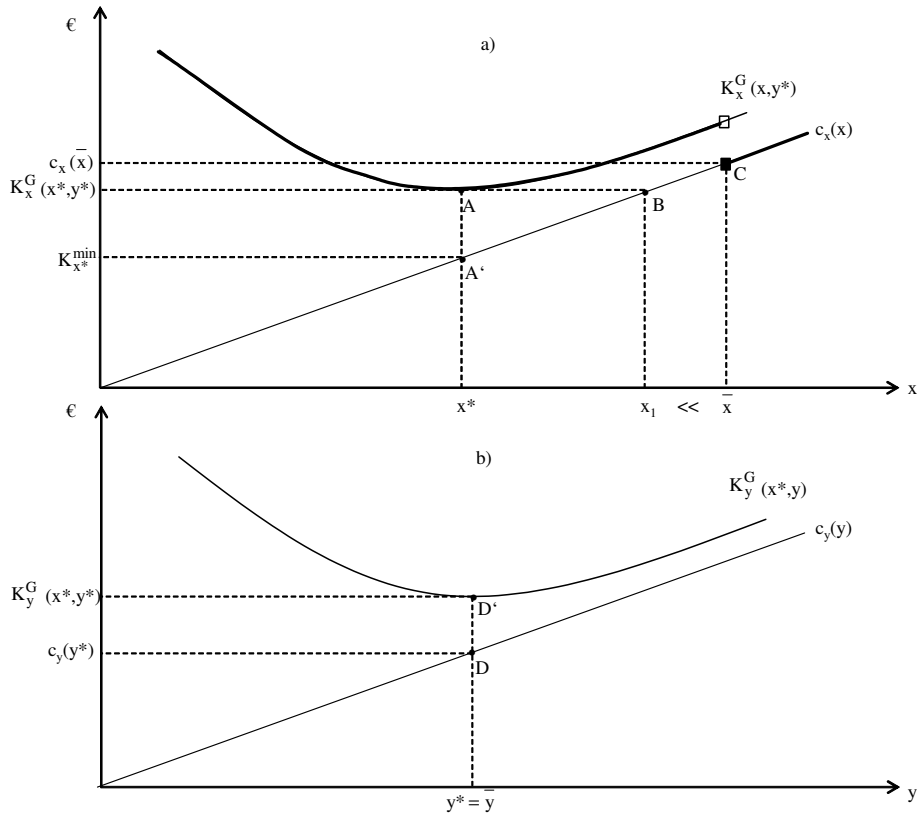 €
a)
K_x^G (x,y*)
c_x(x)
c_x(x̅)
K_x^G (x*,y*)
A
B
C
K_x*^min
A‘
x
x*
x_1 << x̅
€
b)
K_y^G (x*,y)
c_y(y)
K_y^G (x*,y*)
D‘
c_y(y*)
D
y* = y̅
y